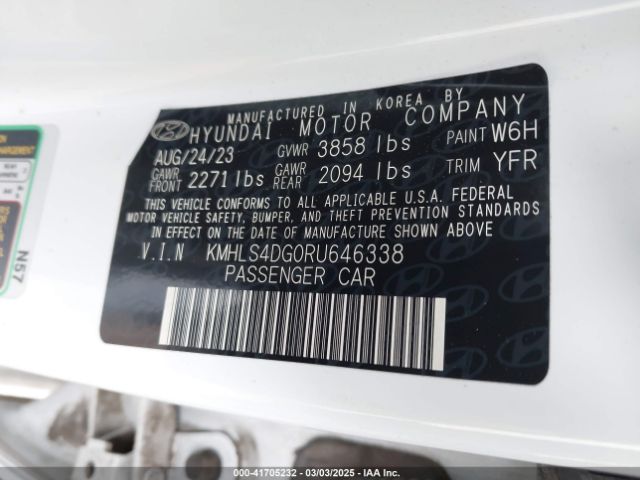 MANUFACTURED IN KOREA BY
HYUNDAI MOTOR COMPANY
AUG/24/23 GVWR 3858 lbs PAINT W6H
GAWR FRONT 2271 lbs GAWR REAR 2094 lbs TRIM YFR
THIS VEHICLE CONFORMS TO ALL APPLICABLE U.S.A. FEDERAL
MOTOR VEHICLE SAFETY, BUMPER, AND THEFT PREVENTION STANDARDS
IN EFFECT ON THE DATE OF MANUFACTURE SHOWN ABOVE
V.I.N KMHLS4DG0RU646338
PASSENGER CAR
N57
000-41705232 - 03/03/2025 - IAA Inc.